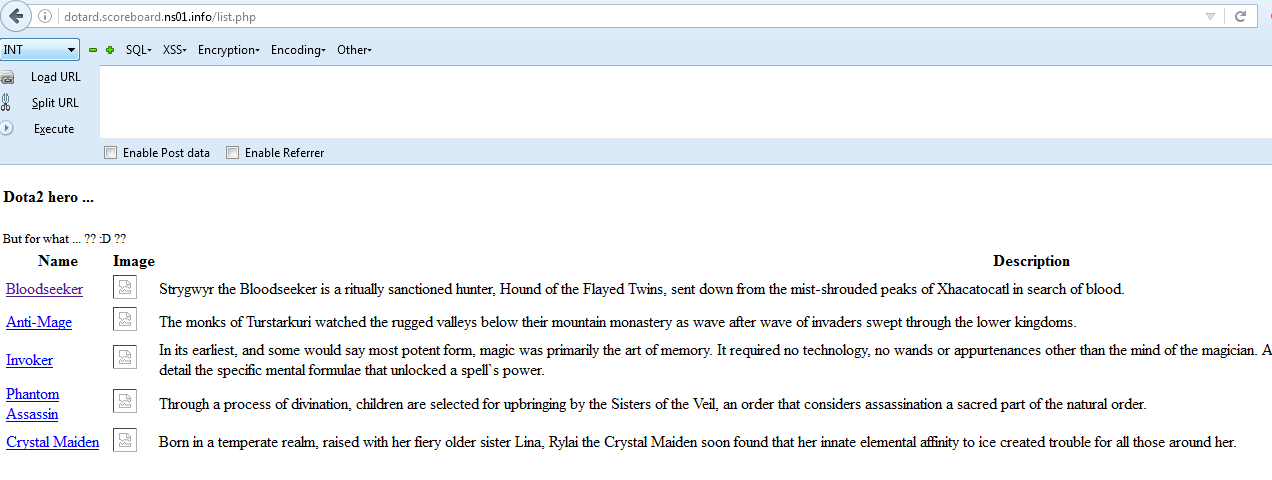 dotard.scoreboard.ns01.info/list.php
INT SQL XSS Encryption Encoding Other
Load URL
Split URL
Execute
Enable Post data Enable Referrer
Dota2 hero ...
But for what ... ?? :D ??
Name Image Description
Bloodseeker Strygwyr the Bloodseeker is a ritually sanctioned hunter, Hound of the Flayed Twins, sent down from the mist-shrouded peaks of Xhacatocatl in search of blood.
Anti-Mage The monks of Turstarkuri watched the rugged valleys below their mountain monastery as wave after wave of invaders swept through the lower kingdoms.
Invoker In its earliest, and some would say most potent form, magic was primarily the art of memory. It required no technology, no wands or appurtenances other than the mind of the magician. A
detail the specific mental formulae that unlocked a spell`s power.
Phantom
Assassin Through a process of divination, children are selected for upbringing by the Sisters of the Veil, an order that considers assassination a sacred part of the natural order.
Crystal Maiden Born in a temperate realm, raised with her fiery older sister Lina, Rylai the Crystal Maiden soon found that her innate elemental affinity to ice created trouble for all those around her.